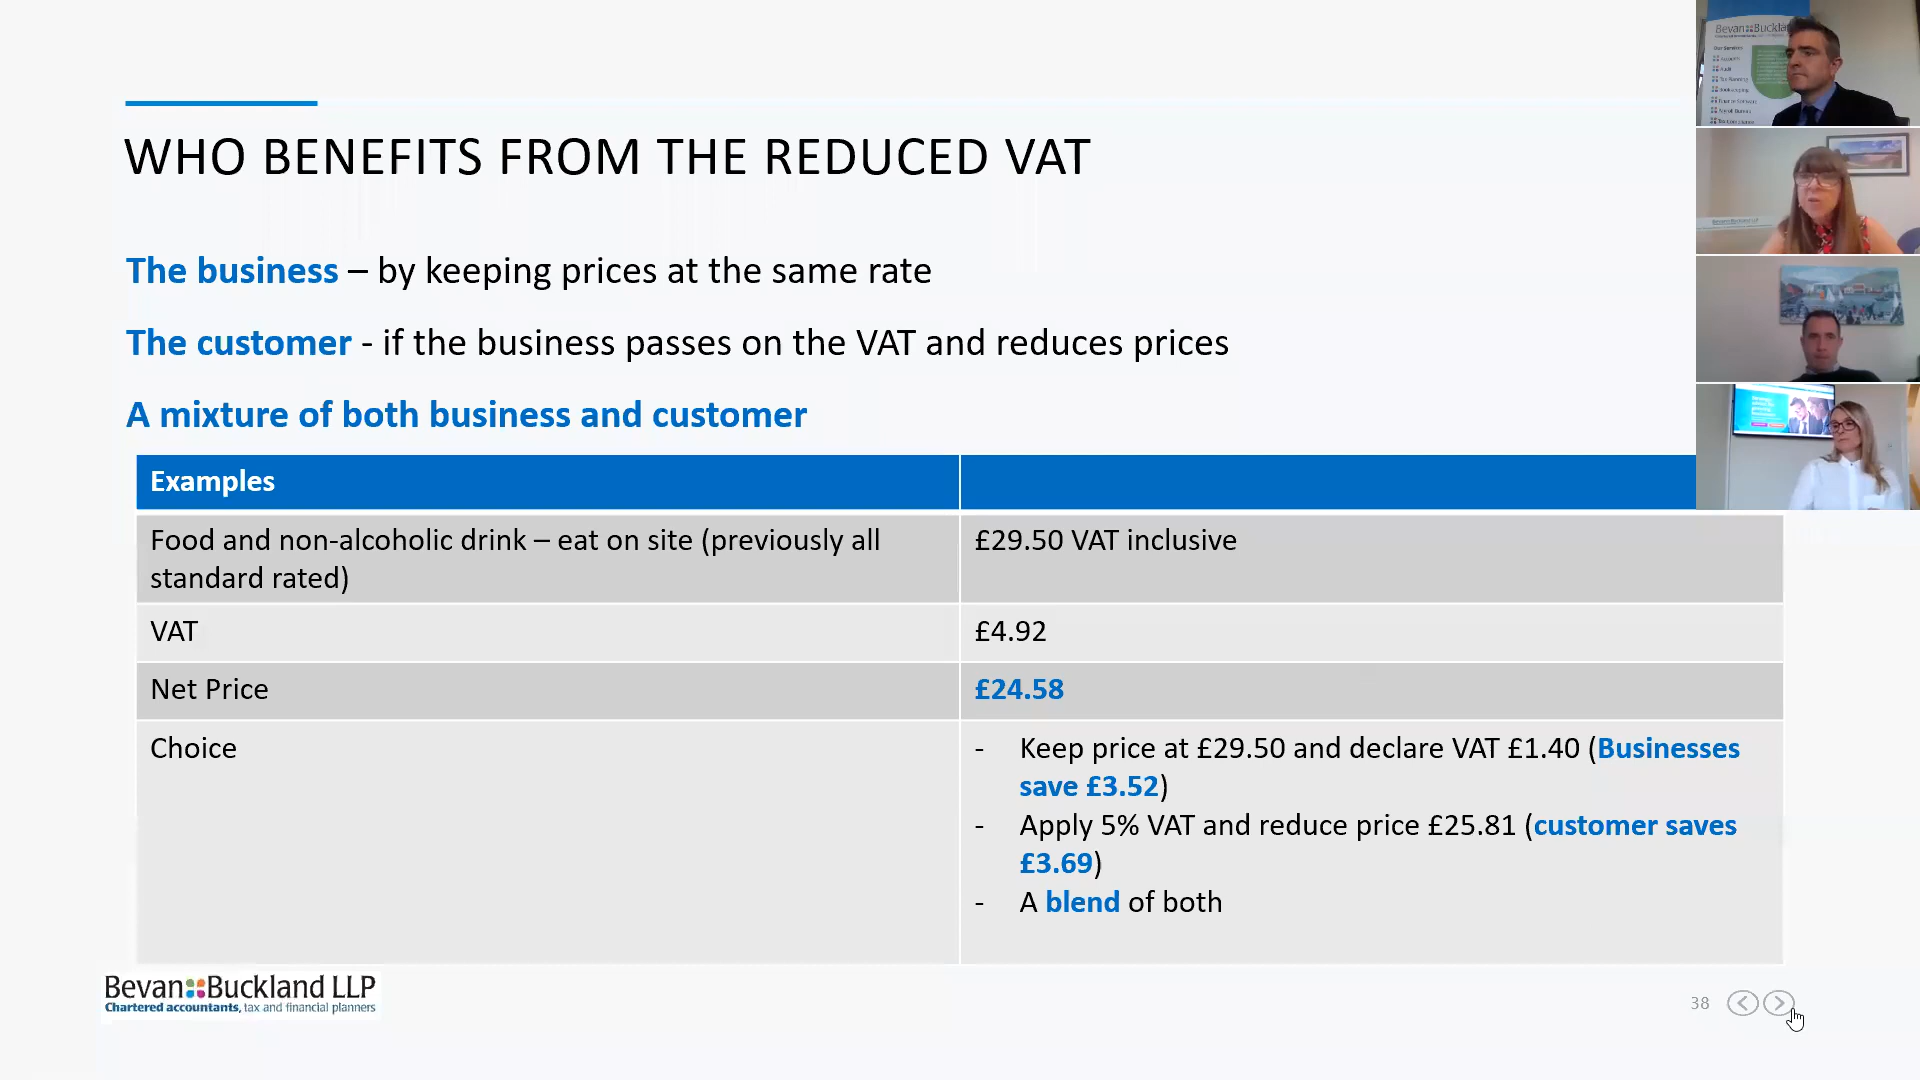 WHO BENEFITS FROM THE REDUCED VAT
The business – by keeping prices at the same rate
The customer - if the business passes on the VAT and reduces prices
A mixture of both business and customer
Examples
Food and non-alcoholic drink – eat on site (previously all
standard rated)
£29.50 VAT inclusive
VAT
£4.92
Net Price
£24.58
Choice
- Keep price at £29.50 and declare VAT £1.40 (Businesses
save £3.52)
- Apply 5% VAT and reduce price £25.81 (customer saves
£3.69)
- A blend of both
Bevan Buckland LLP
Chartered accountants, tax and financial planners
38